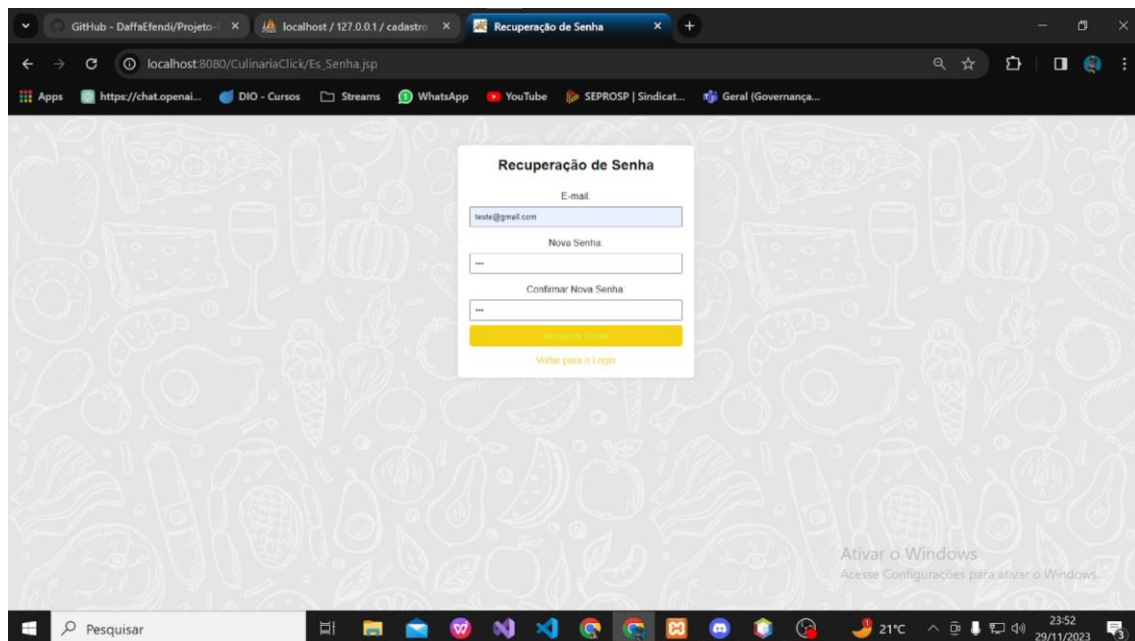 GitHub - DaffaEfendi/Projeto-
localhost / 127.0.0.1 / cadastro
Recuperação de Senha
localhost:8080/CulinariaClick/Es_Senha.jsp
Apps
https://chat.openai...
DIO - Cursos
Streams
WhatsApp
YouTube
SEPROSP | Sindicat...
Geral (Governança...
Recuperação de Senha
E-mail:
teste@gmail.com
Nova Senha:
Confirmar Nova Senha:
Recuperar Senha
Voltar para o Login
Ativar o Windows
Acesse Configurações para ativar o Windows.
Pesquisar
21°C
23:52
29/11/2023
3